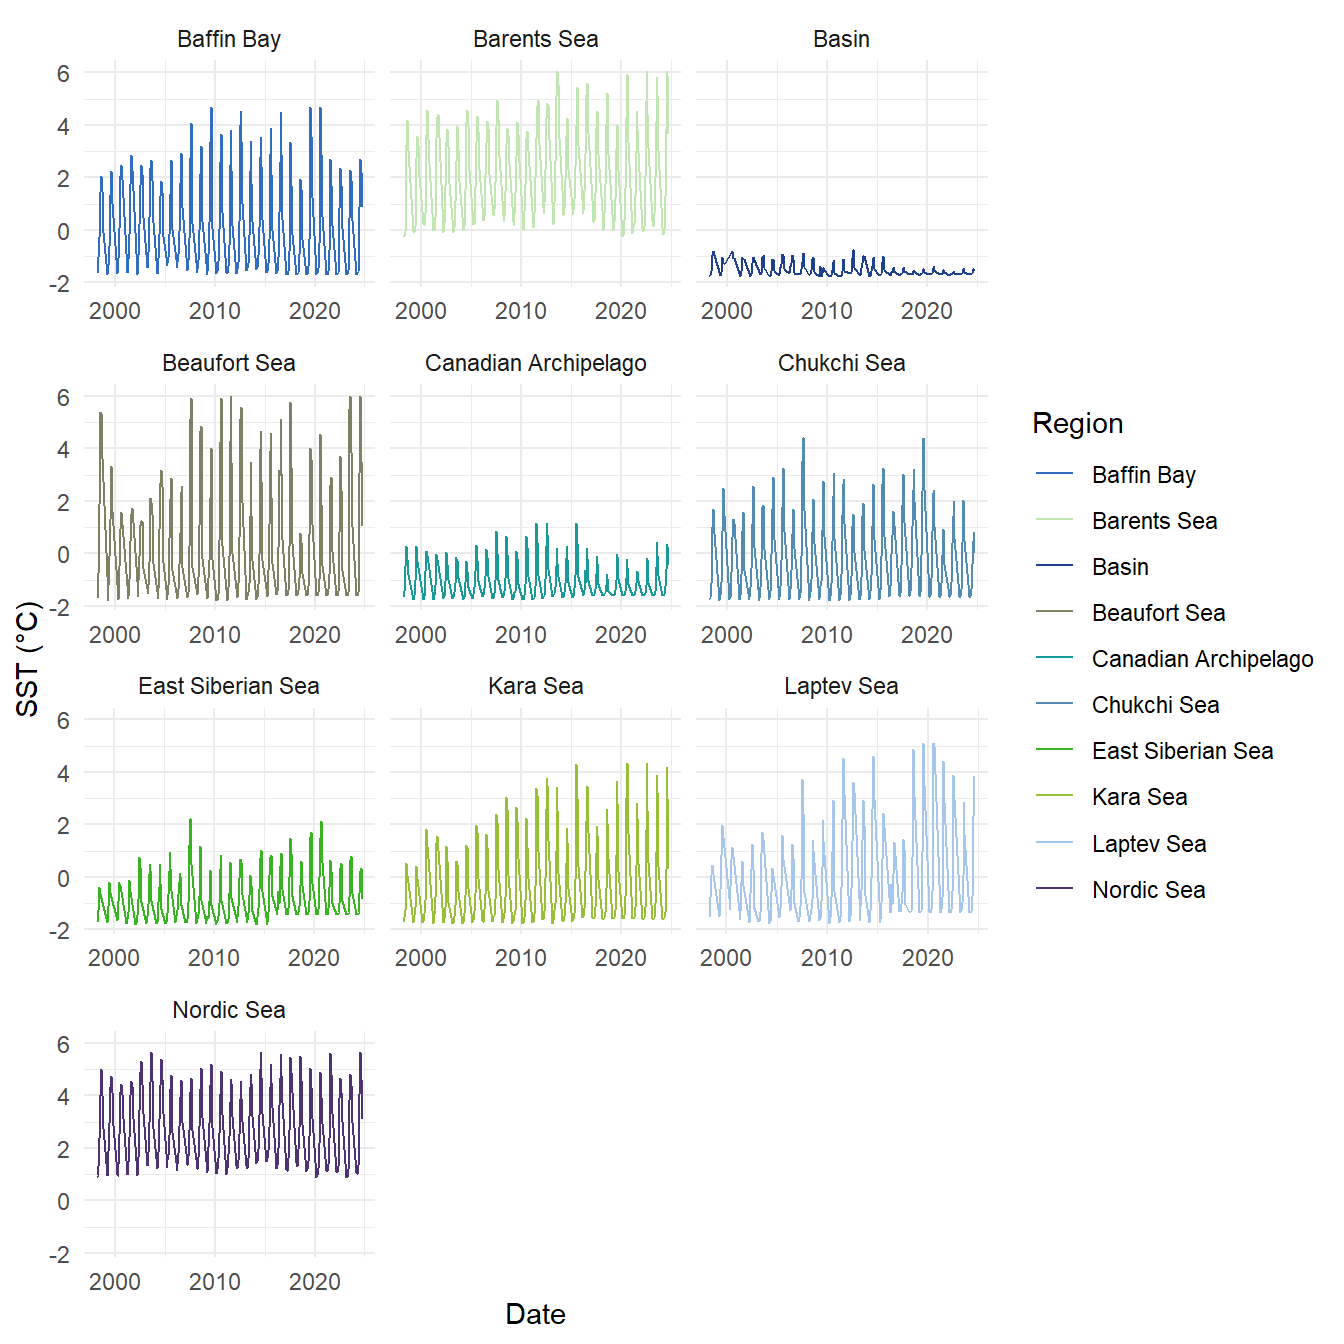 Baffin Bay
Barents Sea
Basin
6
4
2
0
-2
2000 2010 2020
2000 2010 2020
2000 2010 2020
Beaufort Sea
Canadian Archipelago
Chukchi Sea
6
4
2
0
-2
2000 2010 2020
2000 2010 2020
2000 2010 2020
East Siberian Sea
Kara Sea
Laptev Sea
6
4
2
0
-2
2000 2010 2020
2000 2010 2020
2000 2010 2020
Nordic Sea
6
4
2
0
-2
2000 2010 2020
SST (°C)
Date
Region
Baffin Bay
Barents Sea
Basin
Beaufort Sea
Canadian Archipelago
Chukchi Sea
East Siberian Sea
Kara Sea
Laptev Sea
Nordic Sea